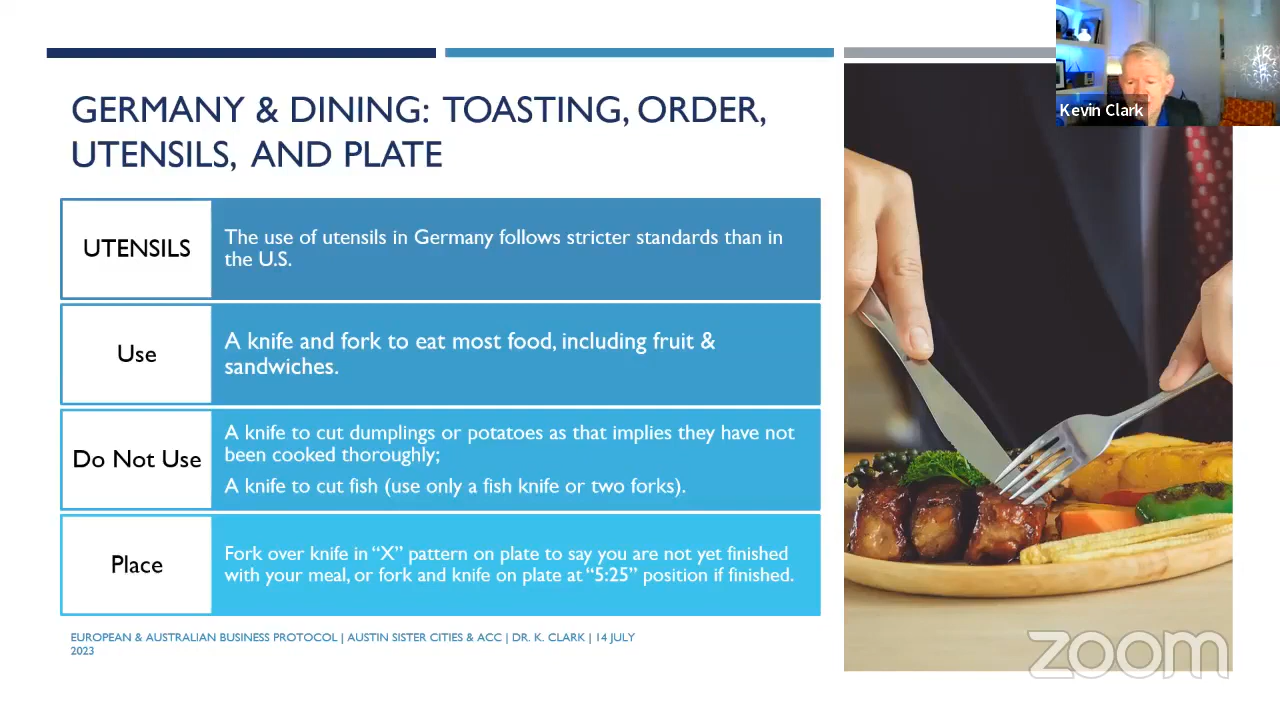 Kevin Clark
GERMANY & DINING: TOASTING, ORDER,
UTENSILS, AND PLATE
UTENSILS
The use of utensils in Germany follows stricter standards than in
the U.S.
Use
A knife and fork to eat most food, including fruit &
sandwiches.
Do Not Use
A knife to cut dumplings or potatoes as that implies they have not
been cooked thoroughly;
A knife to cut fish (use only a fish knife or two forks).
Place
Fork over knife in “X” pattern on plate to say you are not yet finished
with your meal, or fork and knife on plate at “5:25” position if finished.
EUROPEAN & AUSTRALIAN BUSINESS PROTOCOL | AUSTIN SISTER CITIES & ACC | DR. K. CLARK | 14 JULY
2023
zoom